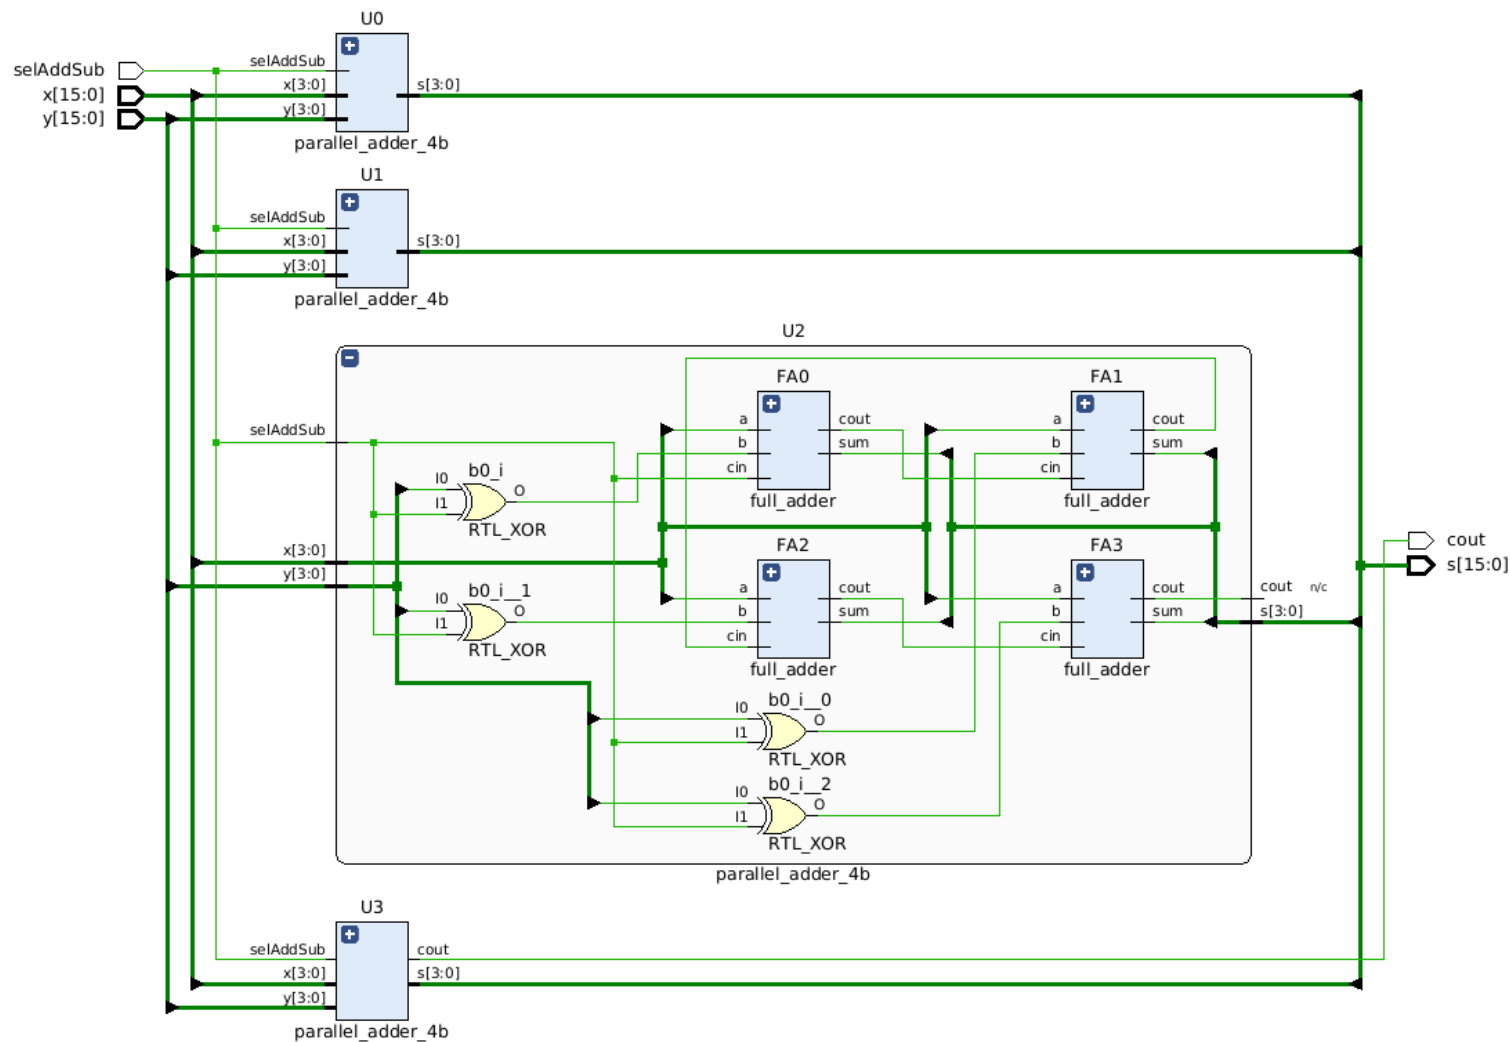 U0
selAddSub
x[15:0]
y[15:0]
selAddSub
x[3:0]
y[3:0]
s[3:0]
parallel_adder_4b
U1
selAddSub
x[3:0]
y[3:0]
s[3:0]
parallel_adder_4b
U2
selAddSub
x[3:0]
y[3:0]
b0_i
I0
I1
O
RTL_XOR
b0_i__1
I0
I1
O
RTL_XOR
FA0
a
b
cin
cout
sum
full_adder
FA1
a
b
cin
cout
sum
full_adder
FA2
a
b
cin
cout
sum
full_adder
FA3
a
b
cin
cout
sum
full_adder
b0_i__0
I0
I1
O
RTL_XOR
b0_i__2
I0
I1
O
RTL_XOR
cout n/c
s[3:0]
parallel_adder_4b
cout
s[15:0]
U3
selAddSub
x[3:0]
y[3:0]
cout
s[3:0]
parallel_adder_4b